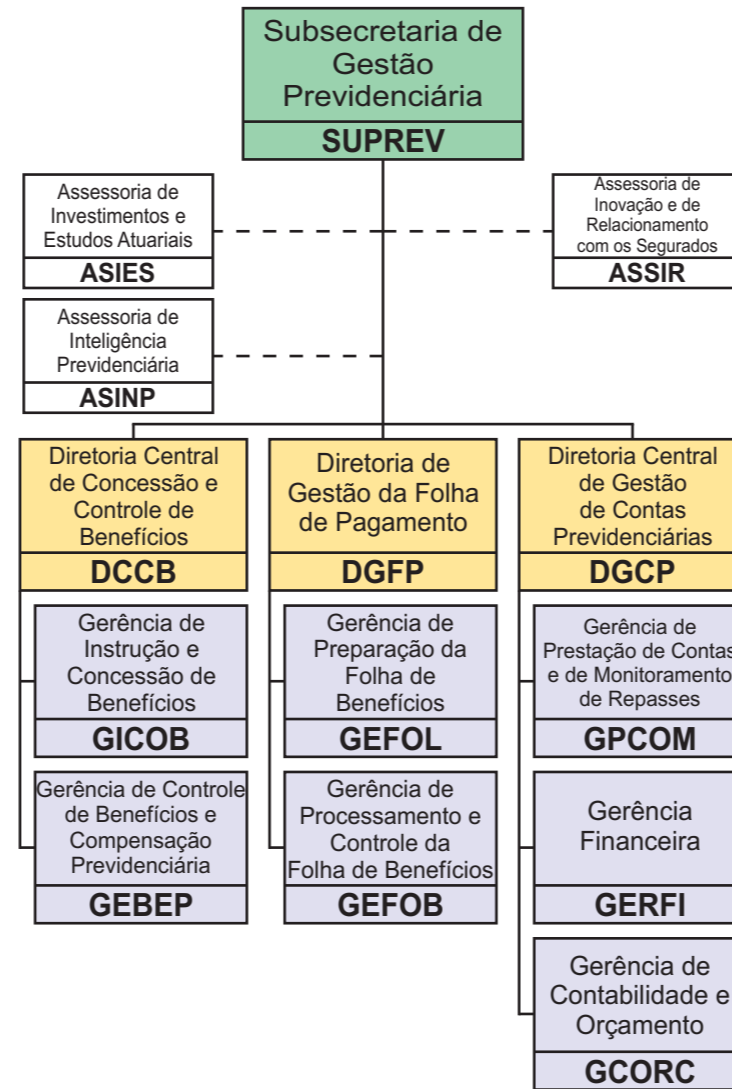 Subsecretaria de
Gestão
Previdenciária
SUPREV
Assessoria de
Investimentos e
Estudos Atuariais
ASIES
Assessoria de
Inovação e de
Relacionamento
com os Segurados
ASSIR
Assessoria de
Inteligência
Previdenciária
ASINP
Diretoria Central
de Concessão e
Controle de
Benefícios
DCCB
Diretoria de
Gestão da Folha
de Pagamento
DGFP
Diretoria Central
de Gestão
de Contas
Previdenciárias
DGCP
Gerência de
Instrução e
Concessão de
Benefícios
GICOB
Gerência de
Preparação da
Folha de
Benefícios
GEFOL
Gerência de
Prestação de Contas
e de Monitoramento
de Repasses
GPCOM
Gerência de Controle
de Benefícios e
Compensação
Previdenciária
GEBEP
Gerência de
Processamento e
Controle da
Folha de Benefícios
GEFOB
Gerência
Financeira
GERFI
Gerência de
Contabilidade e
Orçamento
GCORC